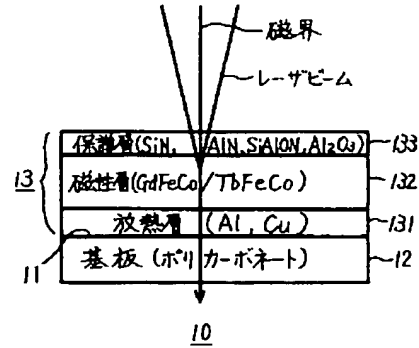 磁界
レーザビーム
保護層(SiN, AlN, SiAlON, Al₂O₃) 133
13
磁性層(GdFeCo/TbFeCo) 132
放熱層 (Al, Cu) 131
11
基板 (ポリカーボネート) 12
10